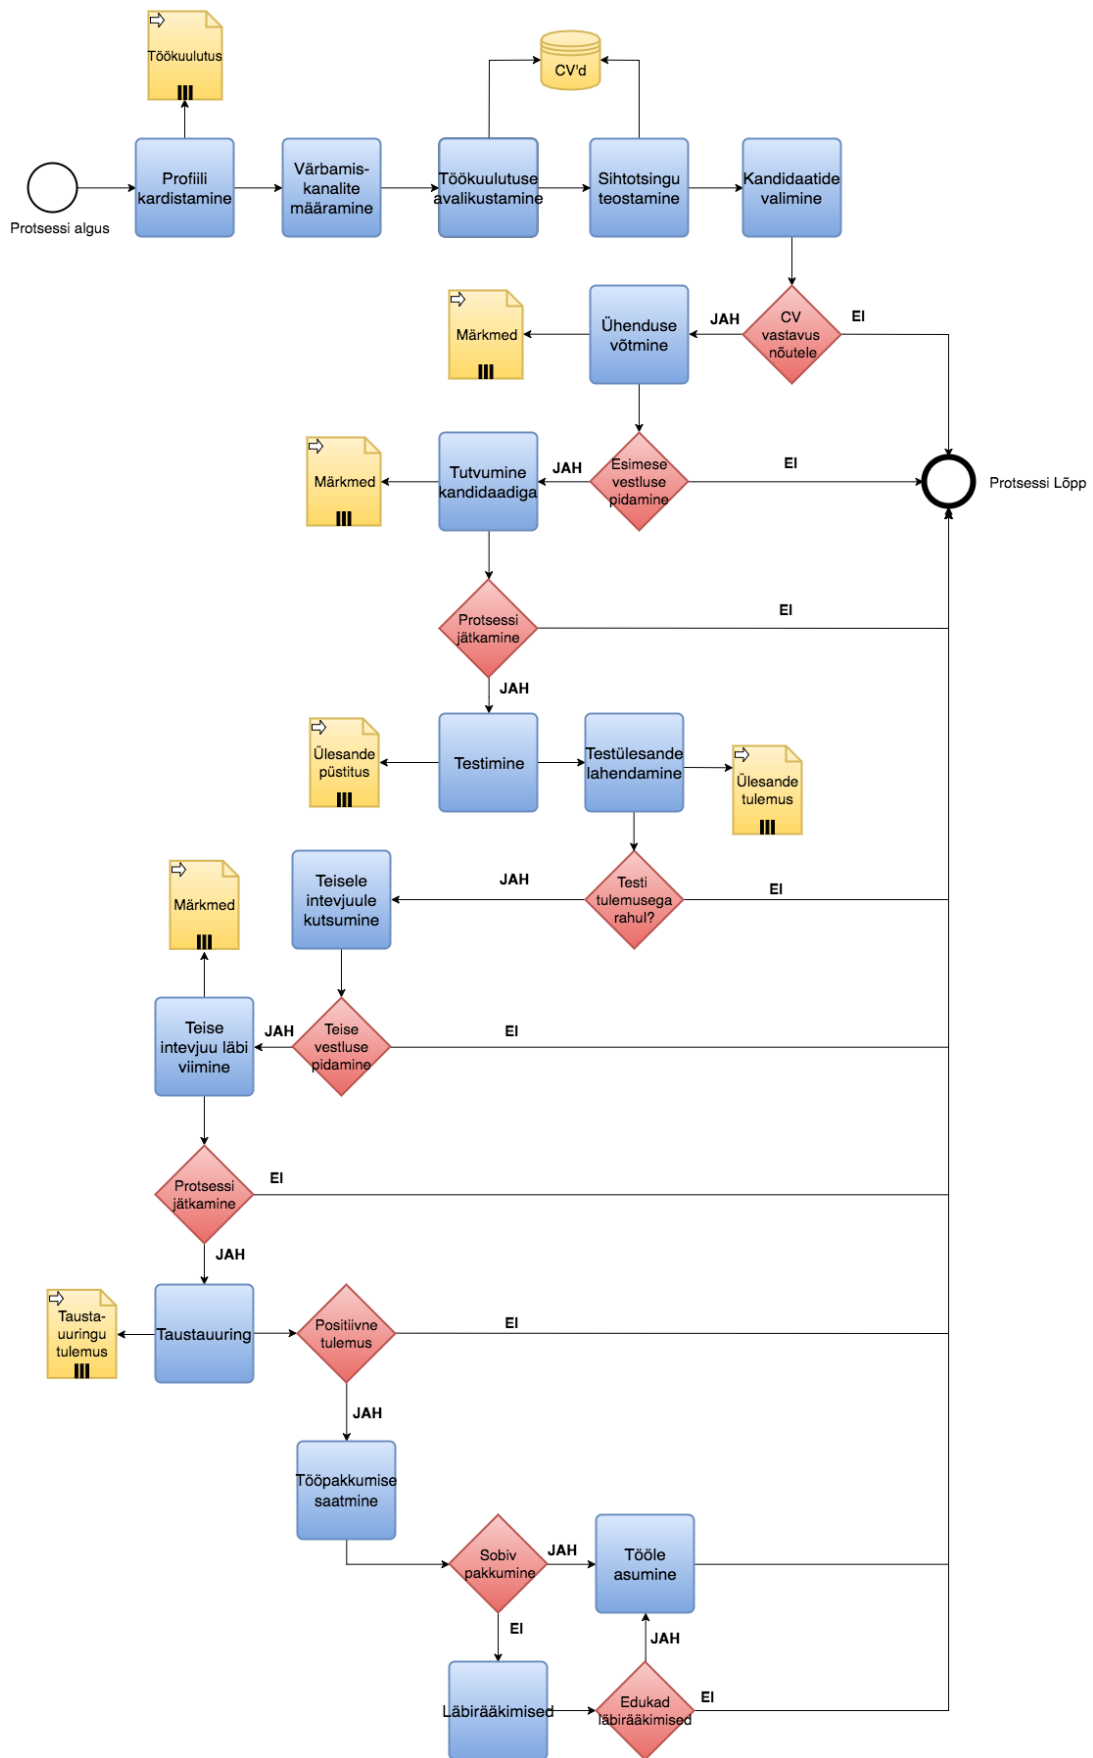 Töökuulutus
CV'd
Protsessi algus
Profiili
kardistamine
Värbamis-
kanalite
määramine
Töökuulutuse
avalikustamine
Sihtotsingu
teostamine
Kandidaatide
valimine
Märkmed
Ühenduse
võtmine
JAH
CV
vastavus
nõutele
EI
Märkmed
Tutvumine
kandidaadiga
JAH
Esimese
vestluse
pidamine
EI
Protsessi Lõpp
Protsessi
jätkamine
EI
JAH
Ülesande
püstitus
Testimine
Testülesande
lahendamine
Ülesande
tulemus
Märkmed
Teisele
intevjuule
kutsumine
JAH
Testi
tulemusega
rahul?
EI
Teise
intevjuu läbi
viimine
JAH
Teise
vestluse
pidamine
EI
Protsessi
jätkamine
EI
JAH
Tausta-
uuringu
tulemus
Taustauuring
Positiivne
tulemus
EI
JAH
Tööpakkumise
saatmine
Sobiv
pakkumine
JAH
Tööle
asumine
EI
JAH
Läbirääkimised
Edukad
läbirääkimised
EI